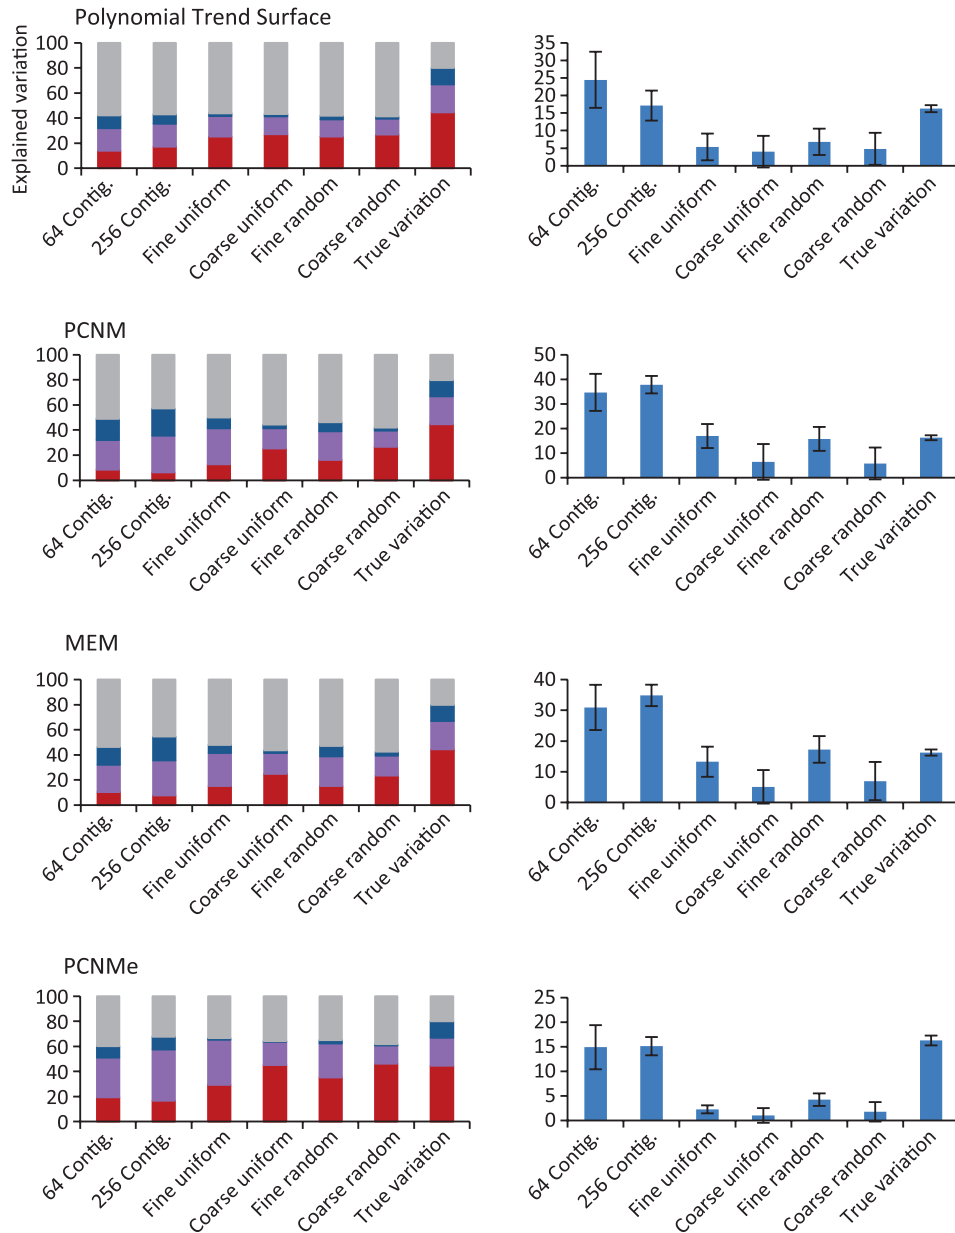 Polynomial Trend Surface
Explained variation
100
80
60
40
20
0
64 Contig.
256 Contig.
Fine uniform
Coarse uniform
Fine random
Coarse random
True variation
35
30
25
20
15
10
5
0
64 Contig.
256 Contig.
Fine uniform
Coarse uniform
Fine random
Coarse random
True variation
PCNM
100
80
60
40
20
0
64 Contig.
256 Contig.
Fine uniform
Coarse uniform
Fine random
Coarse random
True variation
50
40
30
20
10
0
64 Contig.
256 Contig.
Fine uniform
Coarse uniform
Fine random
Coarse random
True variation
MEM
100
80
60
40
20
0
64 Contig.
256 Contig.
Fine uniform
Coarse uniform
Fine random
Coarse random
True variation
40
30
20
10
0
64 Contig.
256 Contig.
Fine uniform
Coarse uniform
Fine random
Coarse random
True variation
PCNMe
100
80
60
40
20
0
64 Contig.
256 Contig.
Fine uniform
Coarse uniform
Fine random
Coarse random
True variation
25
20
15
10
5
0
64 Contig.
256 Contig.
Fine uniform
Coarse uniform
Fine random
Coarse random
True variation